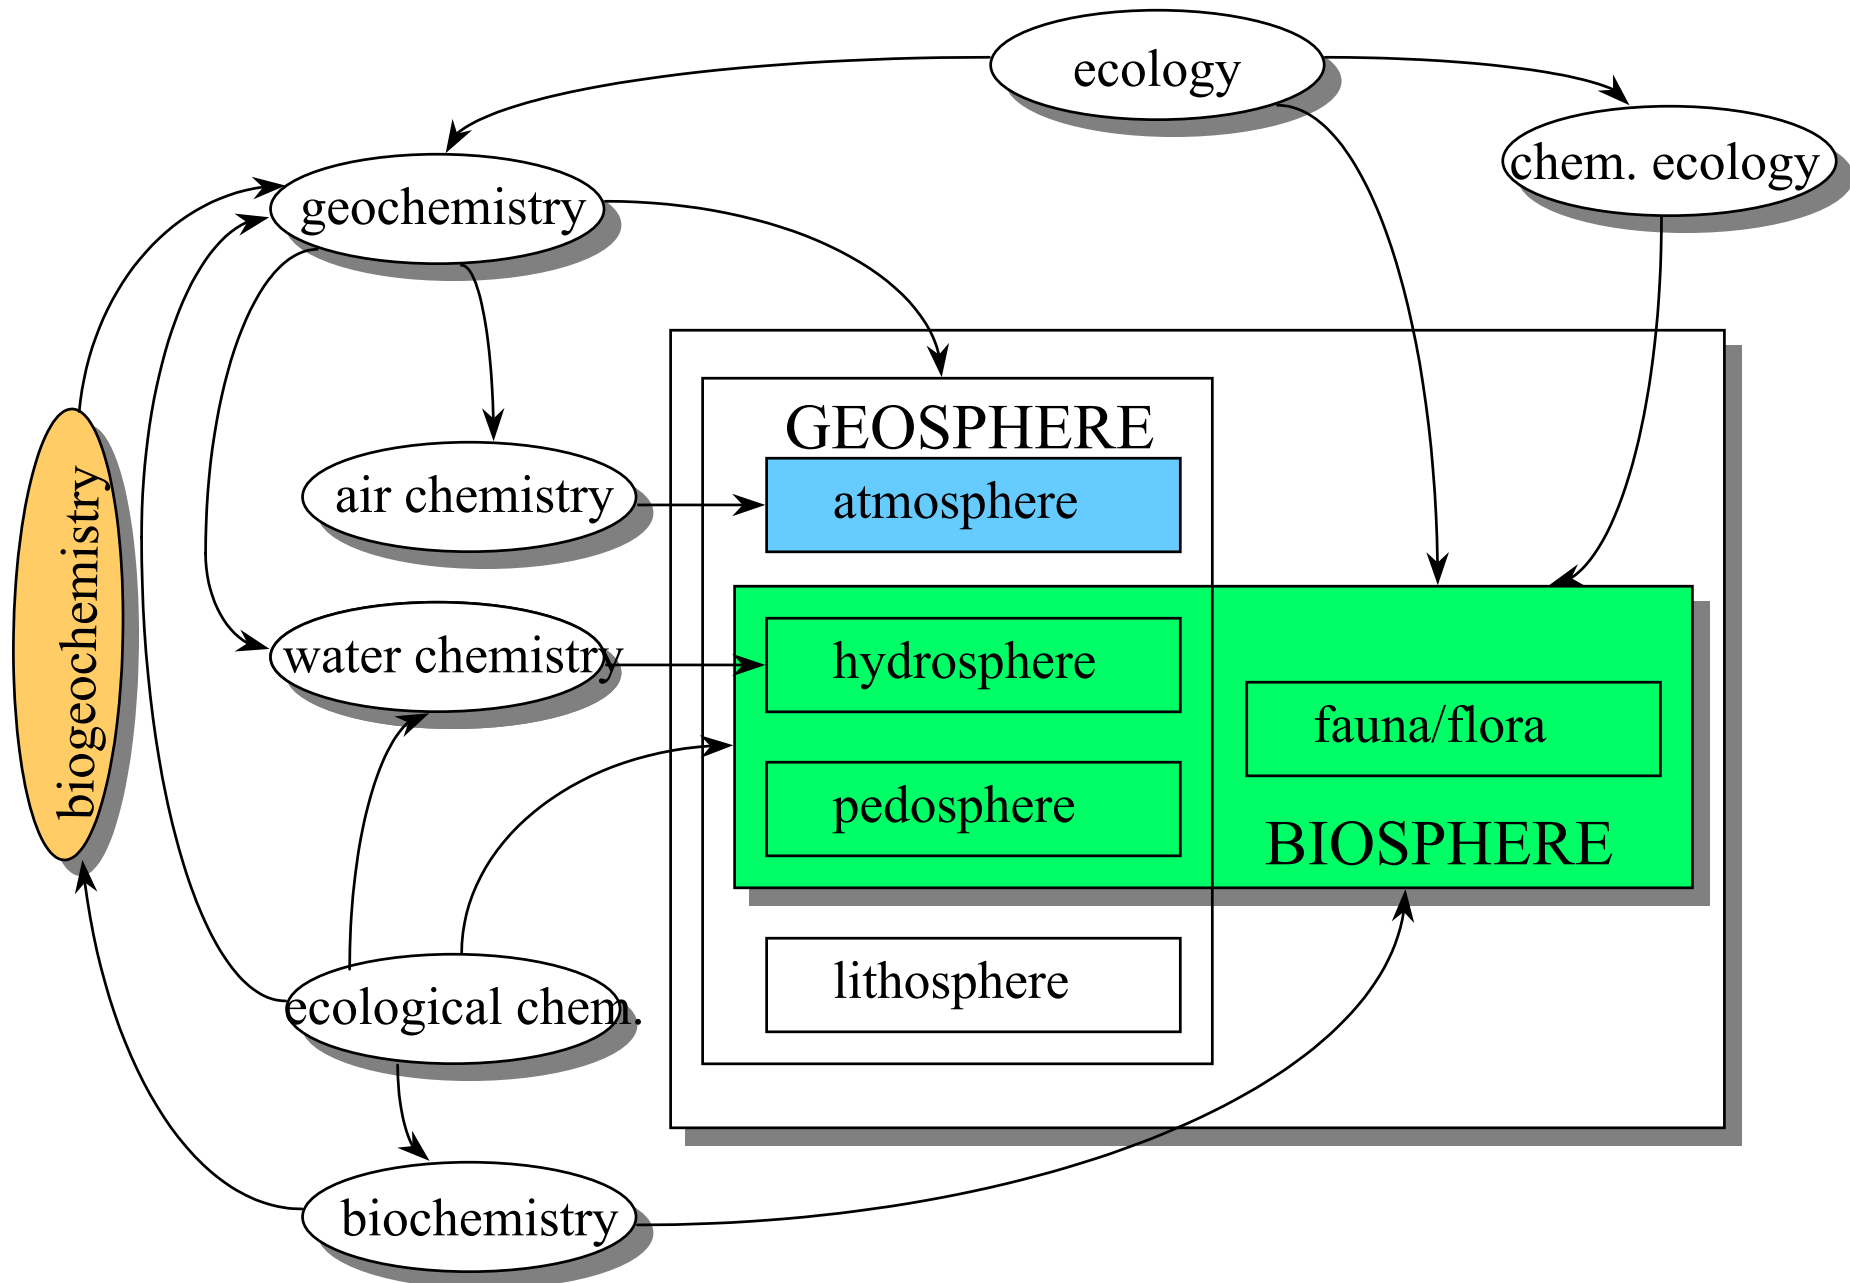 ecology
chem. ecology
geochemistry
GEOSPHERE
air chemistry
atmosphere
biogeochemistry
water chemistry
hydrosphere
fauna/flora
pedosphere
BIOSPHERE
lithosphere
ecological chem.
biochemistry